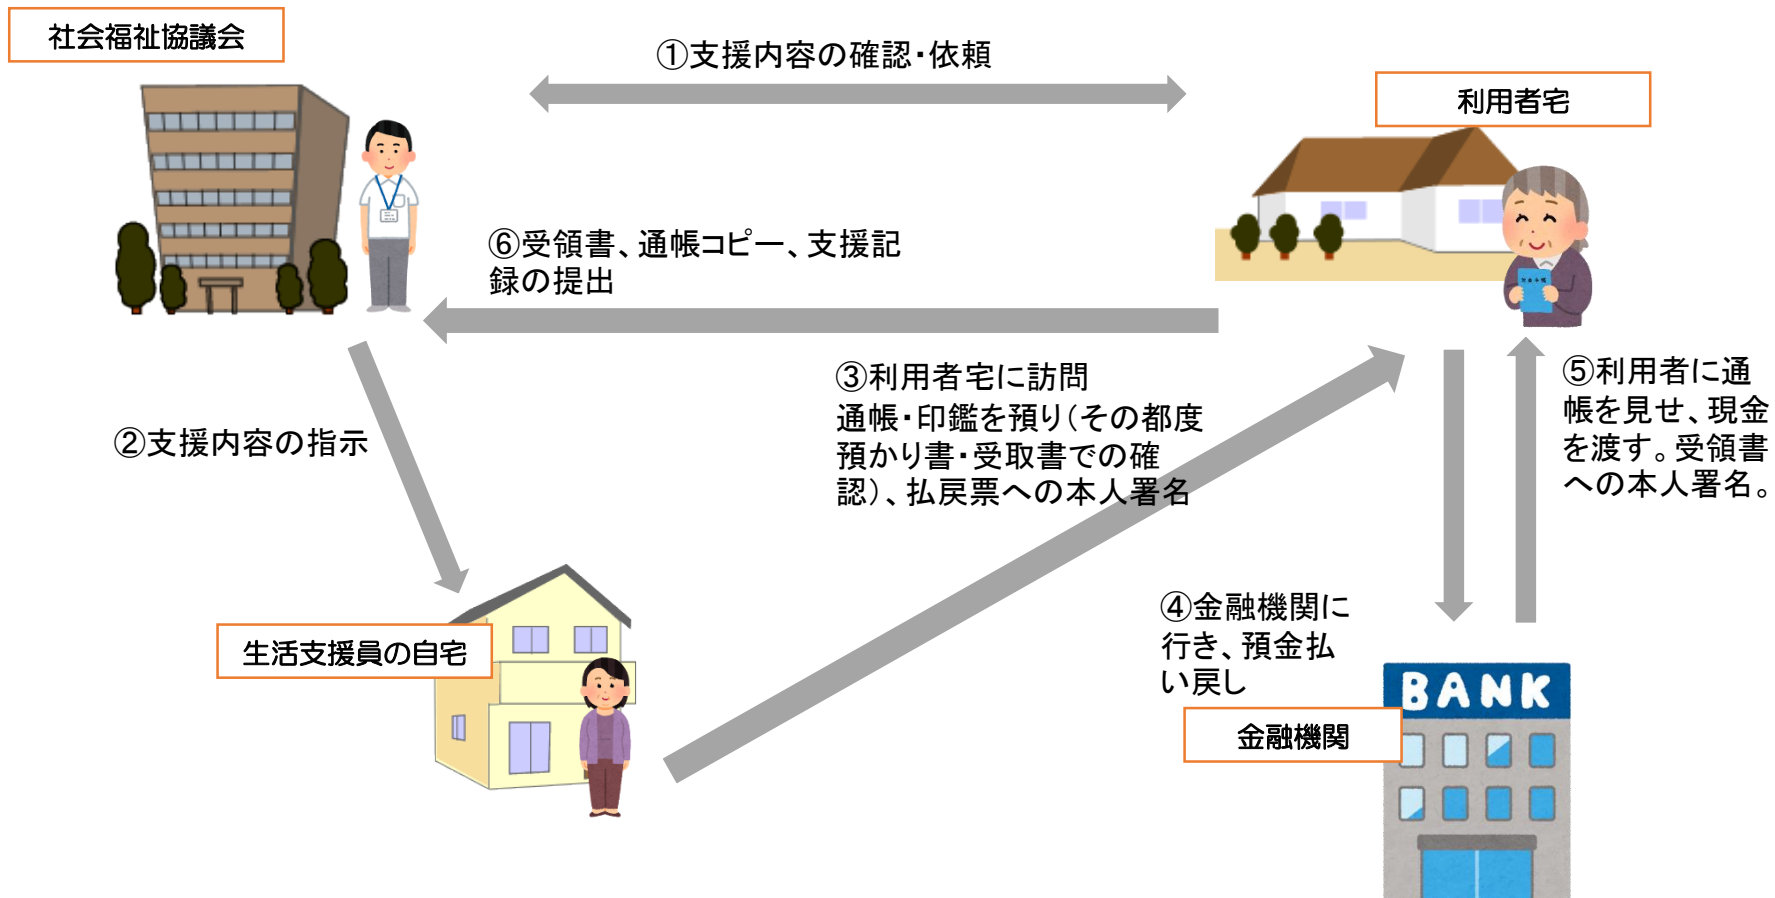 社会福祉協議会
①支援内容の確認・依頼
利用者宅
⑥受領書、通帳コピー、支援記
録の提出
③利用者宅に訪問
通帳・印鑑を預り（その都度
預かり書・受取書での確
認）、払戻票への本人署名
⑤利用者に通
帳を見せ、現金
を渡す。受領書
への本人署名。
②支援内容の指示
生活支援員の自宅
④金融機関に
行き、預金払
い戻し
BANK
金融機関